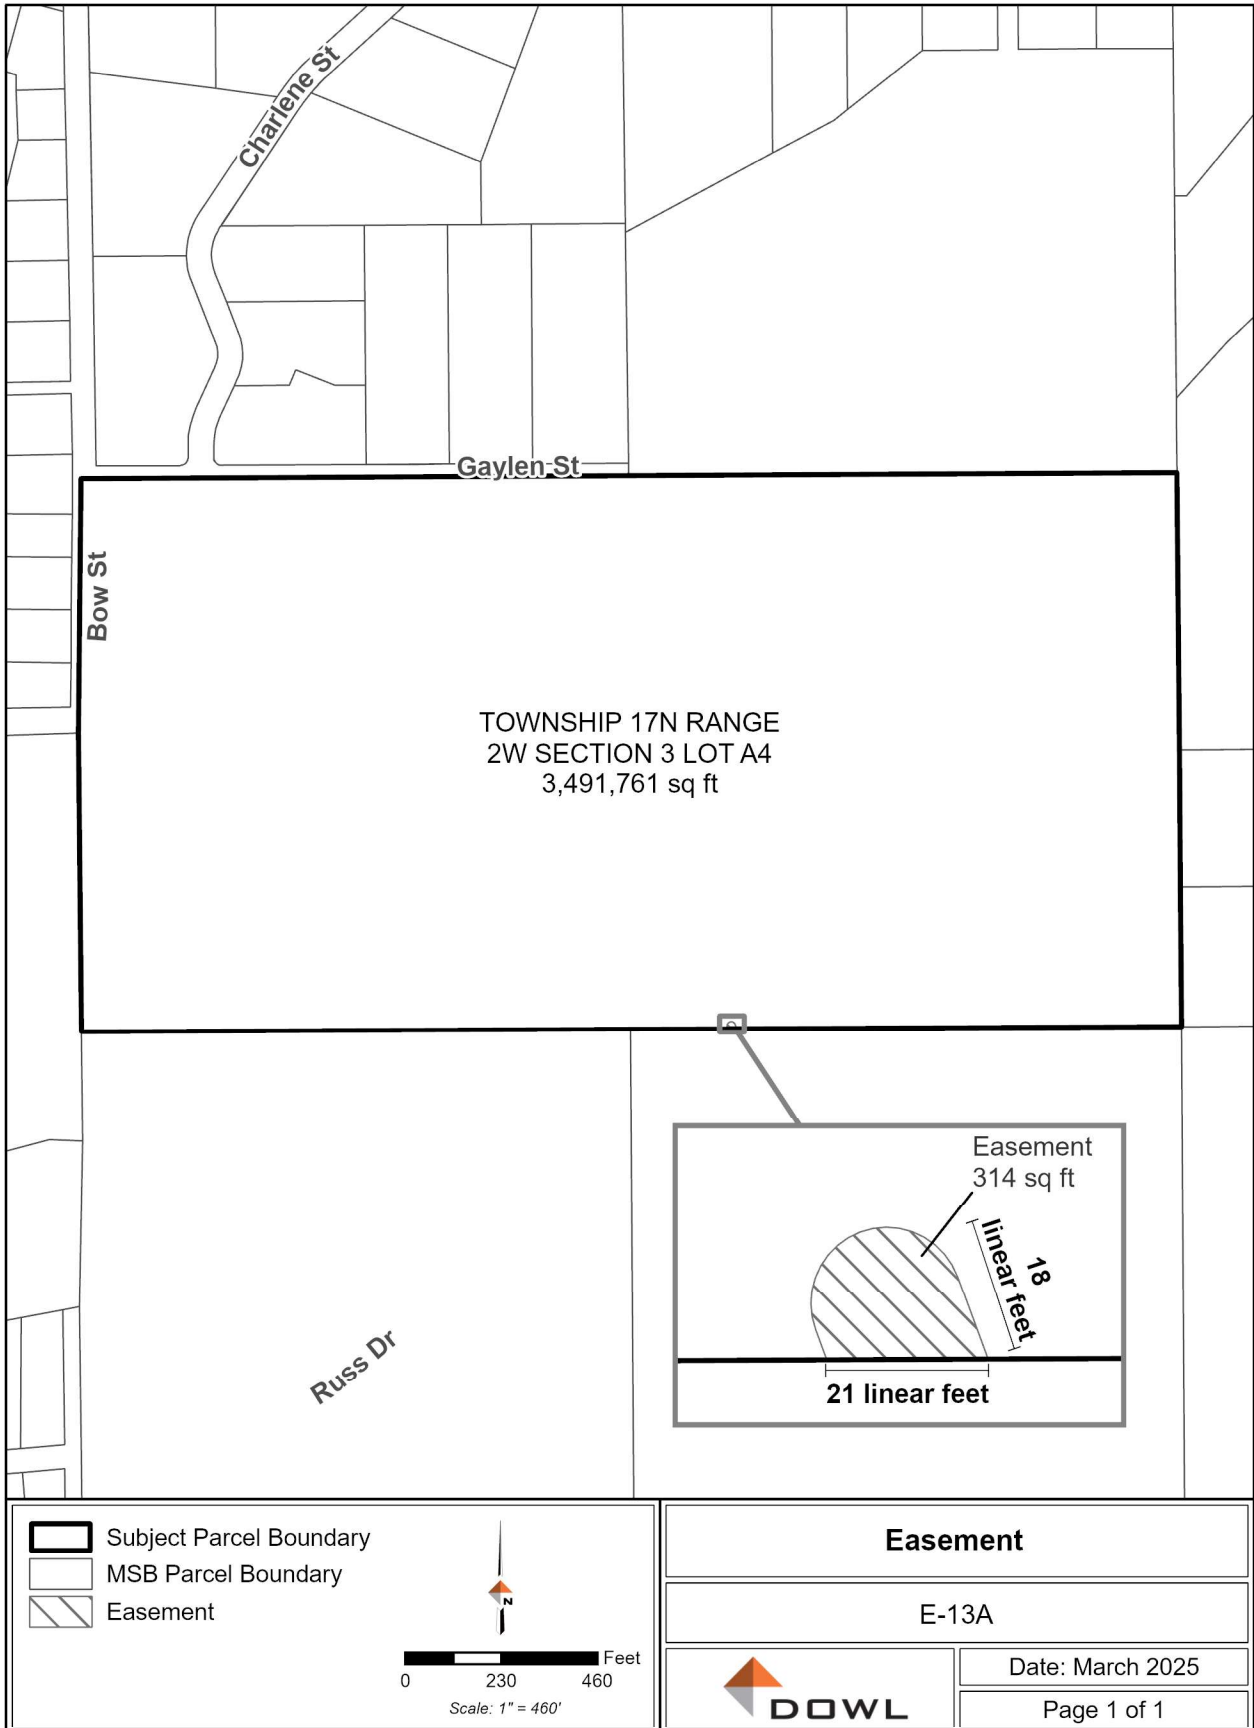 Charlene St
Gaylen St
Bow St
TOWNSHIP 17N RANGE
2W SECTION 3 LOT A4
3,491,761 sq ft
Easement
314 sq ft
18
linear feet
21 linear feet
Russ Dr
Subject Parcel Boundary
MSB Parcel Boundary
Easement
N
Feet
0 230 460
Scale: 1" = 460'
Easement
E-13A
DOWL
Date: March 2025
Page 1 of 1